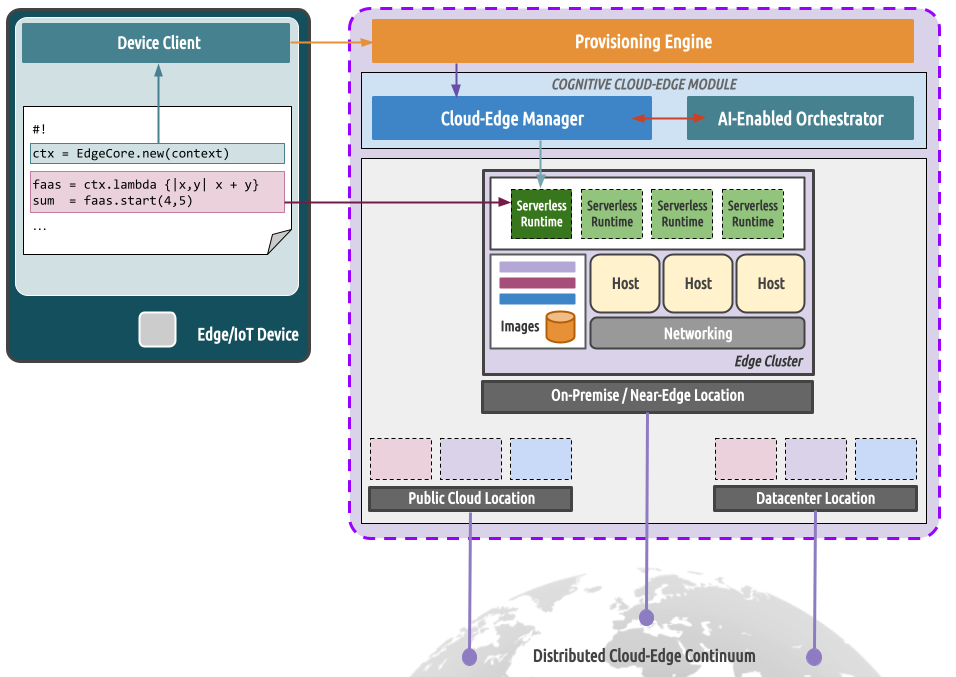 Device Client
#!
ctx = EdgeCore.new(context)
faas = ctx.lambda {|x,y| x + y}
sum  = faas.start(4,5)
...
Edge/IoT Device
Provisioning Engine
COGNITIVE CLOUD-EDGE MODULE
Cloud-Edge Manager
AI-Enabled Orchestrator
Serverless
Runtime
Serverless
Runtime
Serverless
Runtime
Serverless
Runtime
Images
Host
Host
Host
Networking
Edge Cluster
On-Premise / Near-Edge Location
Public Cloud Location
Datacenter Location
Distributed Cloud-Edge Continuum